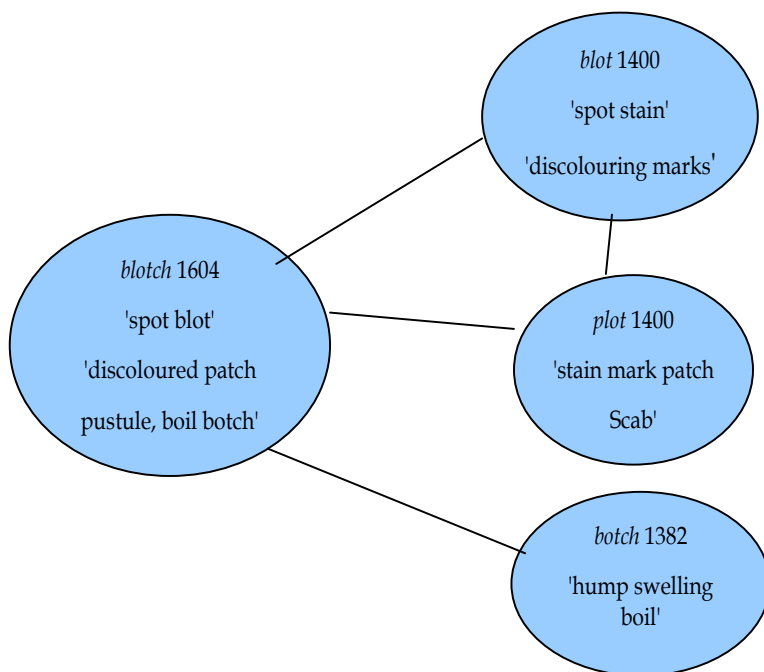 blot 1400
'spot stain'
'discolouring marks'
blotch 1604
'spot blot'
'discoloured patch
pustule, boil botch'
plot 1400
'stain mark patch
Scab'
botch 1382
'hump swelling
boil'